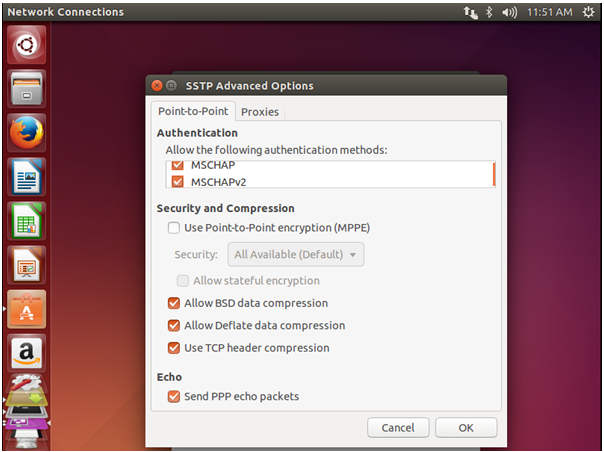 Network Connections 11:51 AM
SSTP Advanced Options
Point-to-Point Proxies
Authentication
Allow the following authentication methods:
MSCHAP
MSCHAPv2
Security and Compression
Use Point-to-Point encryption (MPPE)
Security: All Available (Default)
Allow stateful encryption
Allow BSD data compression
Allow Deflate data compression
Use TCP header compression
Echo
Send PPP echo packets
Cancel OK